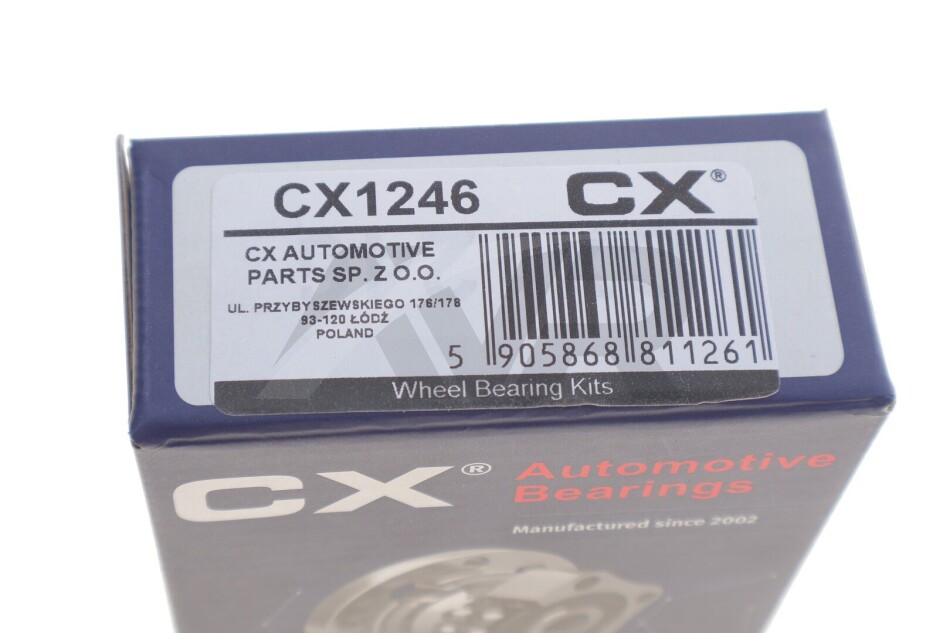 CX1246 CX®
CX AUTOMOTIVE
PARTS SP. Z O.O.
UL. PRZYBYSZEWSKIEGO 176/178
93-120 ŁÓDŹ
POLAND
5 905868 811261
Wheel Bearing Kits
CX® Automotive
Bearings
Manufactured since 2002